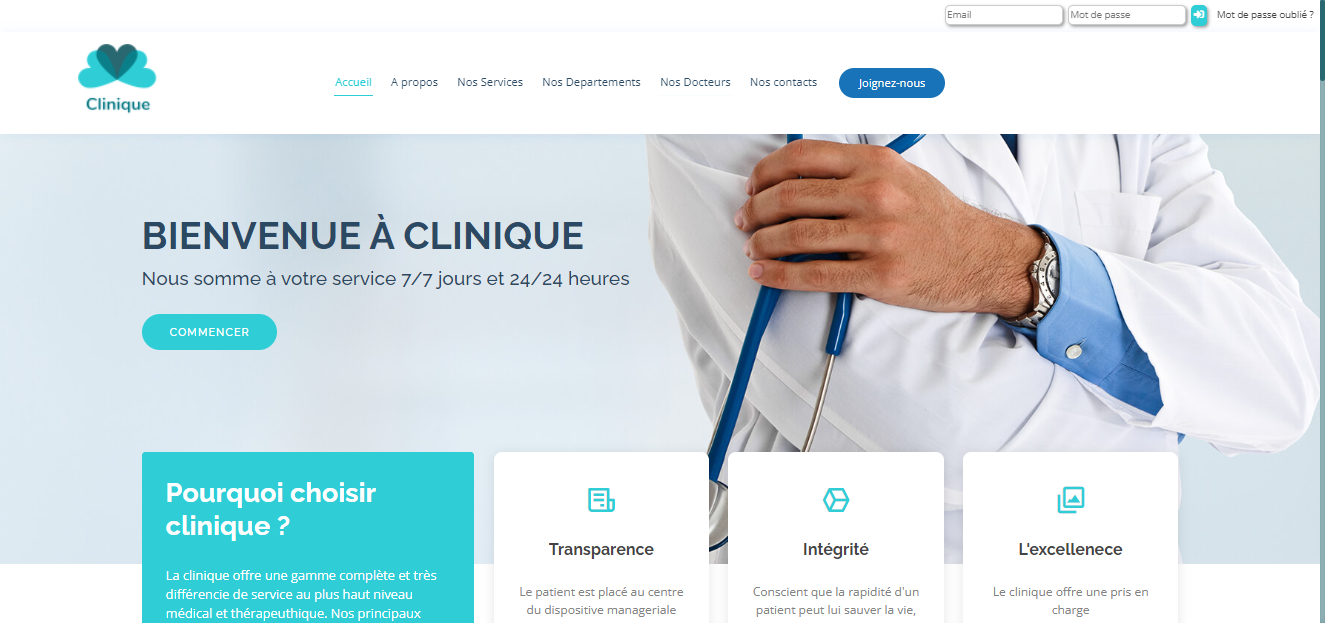 Email
Mot de passe
Mot de passe oublié ?
Clinique
Accueil
A propos
Nos Services
Nos Departements
Nos Docteurs
Nos contacts
Joignez-nous
BIENVENUE À CLINIQUE
Nous somme à votre service 7/7 jours et 24/24 heures
COMMENCER
Pourquoi choisir
clinique ?
La clinique offre une gamme complète et très
différencie de service au plus haut niveau
médical et thérapeuthique. Nos principaux
Transparence
Le patient est placé au centre
du dispositive manageriale
Intégrité
Conscient que la rapidité d'un
patient peut lui sauver la vie,
L'excellenece
Le clinique offre une pris en
charge